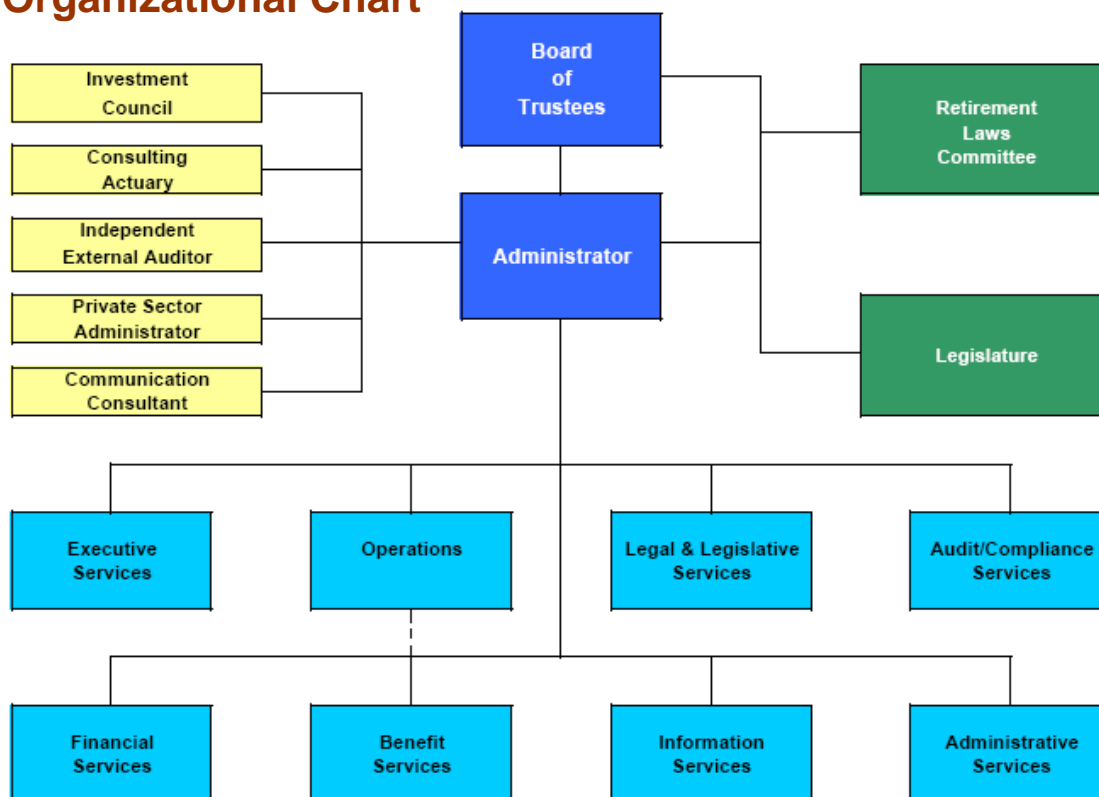 Organizational Chart
Board
of
Trustees
Investment
Council
Consulting
Actuary
Independent
External Auditor
Private Sector
Administrator
Communication
Consultant
Administrator
Retirement
Laws
Committee
Legislature
Executive
Services
Operations
Legal & Legislative
Services
Audit/Compliance
Services
Financial
Services
Benefit
Services
Information
Services
Administrative
Services